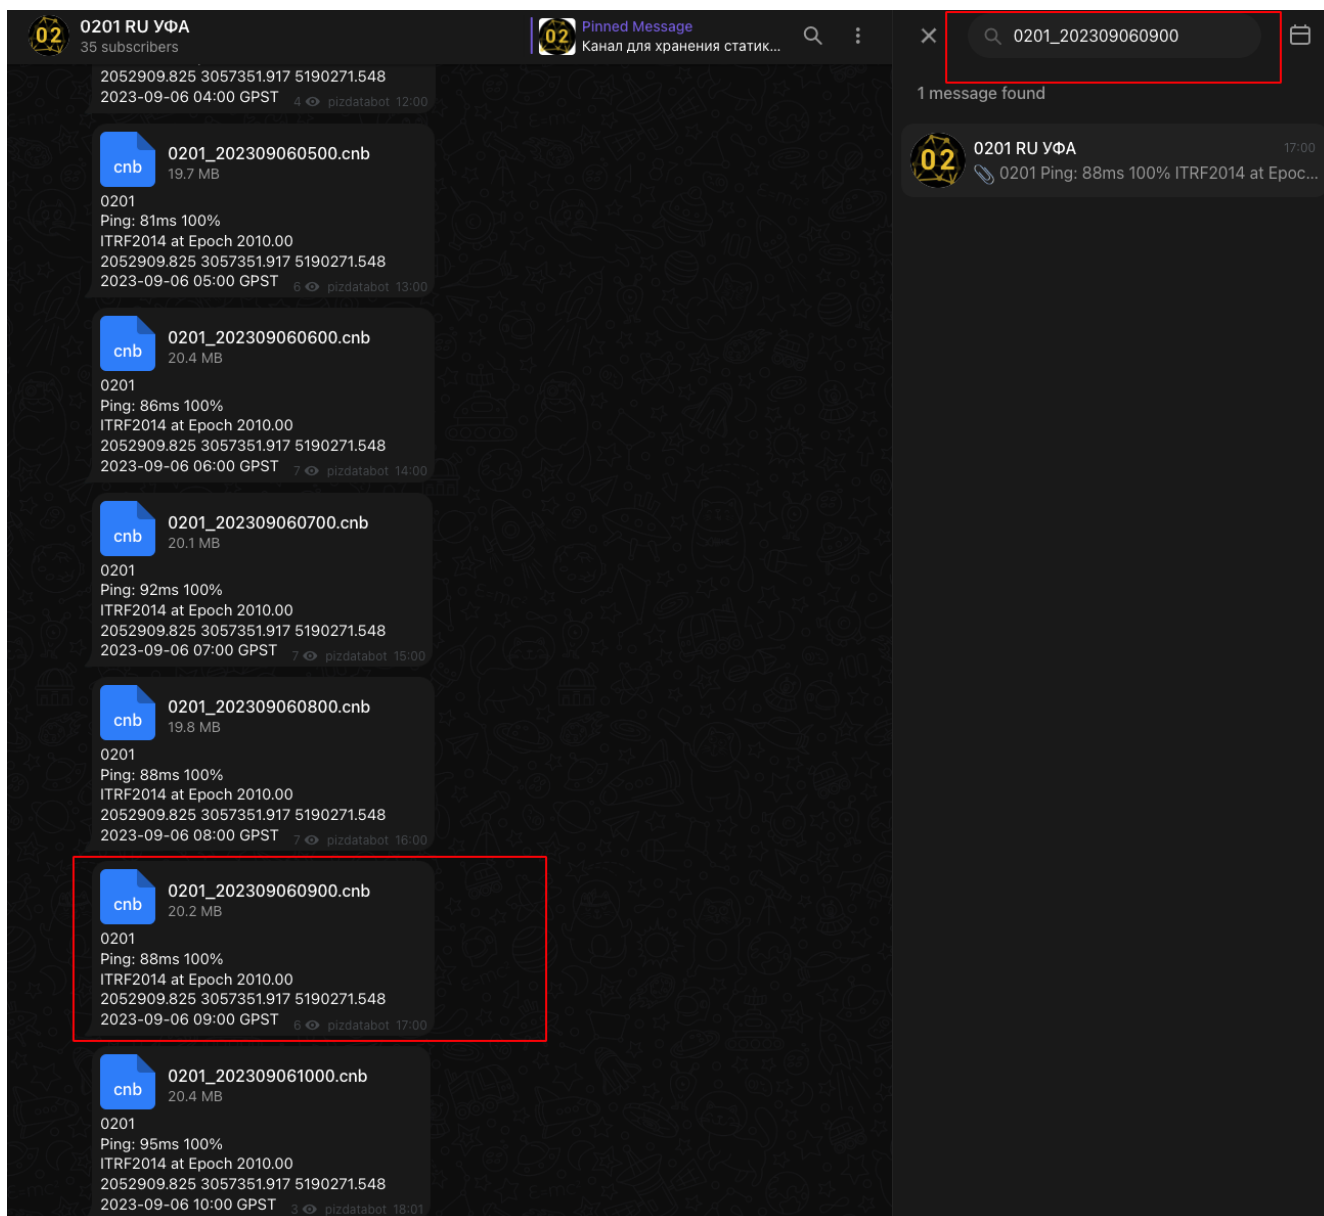 02
0201 RU УФА
35 subscribers
02
Pinned Message
Канал для хранения статик...
2052909.825 3057351.917 5190271.548
2023-09-06 04:00 GPST 4 pizdatabot 12:00
cnb
0201_202309060500.cnb
19.7 MB
0201
Ping: 81ms 100%
ITRF2014 at Epoch 2010.00
2052909.825 3057351.917 5190271.548
2023-09-06 05:00 GPST 6 pizdatabot 13:00
cnb
0201_202309060600.cnb
20.4 MB
0201
Ping: 86ms 100%
ITRF2014 at Epoch 2010.00
2052909.825 3057351.917 5190271.548
2023-09-06 06:00 GPST 7 pizdatabot 14:00
cnb
0201_202309060700.cnb
20.1 MB
0201
Ping: 92ms 100%
ITRF2014 at Epoch 2010.00
2052909.825 3057351.917 5190271.548
2023-09-06 07:00 GPST 7 pizdatabot 15:00
cnb
0201_202309060800.cnb
19.8 MB
0201
Ping: 88ms 100%
ITRF2014 at Epoch 2010.00
2052909.825 3057351.917 5190271.548
2023-09-06 08:00 GPST 7 pizdatabot 16:00
cnb
0201_202309060900.cnb
20.2 MB
0201
Ping: 88ms 100%
ITRF2014 at Epoch 2010.00
2052909.825 3057351.917 5190271.548
2023-09-06 09:00 GPST 6 pizdatabot 17:00
cnb
0201_202309061000.cnb
20.4 MB
0201
Ping: 95ms 100%
ITRF2014 at Epoch 2010.00
2052909.825 3057351.917 5190271.548
2023-09-06 10:00 GPST 3 pizdatabot 18:01
0201_202309060900
1 message found
02
0201 RU УФА 17:00
0201 Ping: 88ms 100% ITRF2014 at Epoc...